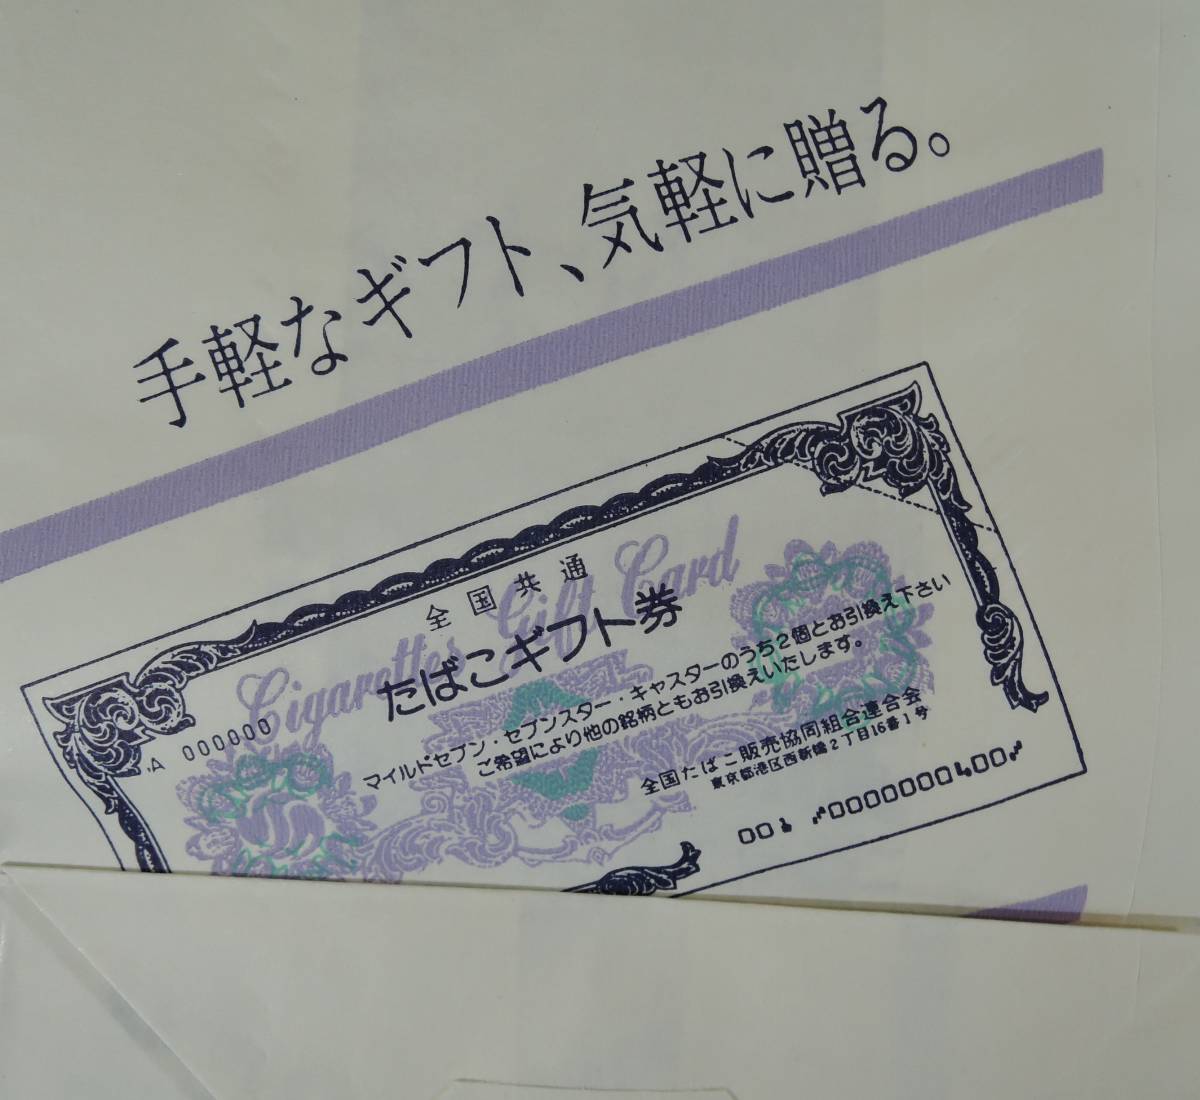 手軽なギフト、気軽に贈る。
全国共通
Cigarettes Gift Card
たばこギフト券
A 000000
マイルドセブン・セブンスター・キャスターのうち2個とお引換え下さい
ご希望により他の銘柄ともお引換えいたします。
全国たばこ販売協同組合連合会
東京都港区西新橋2丁目16番1号